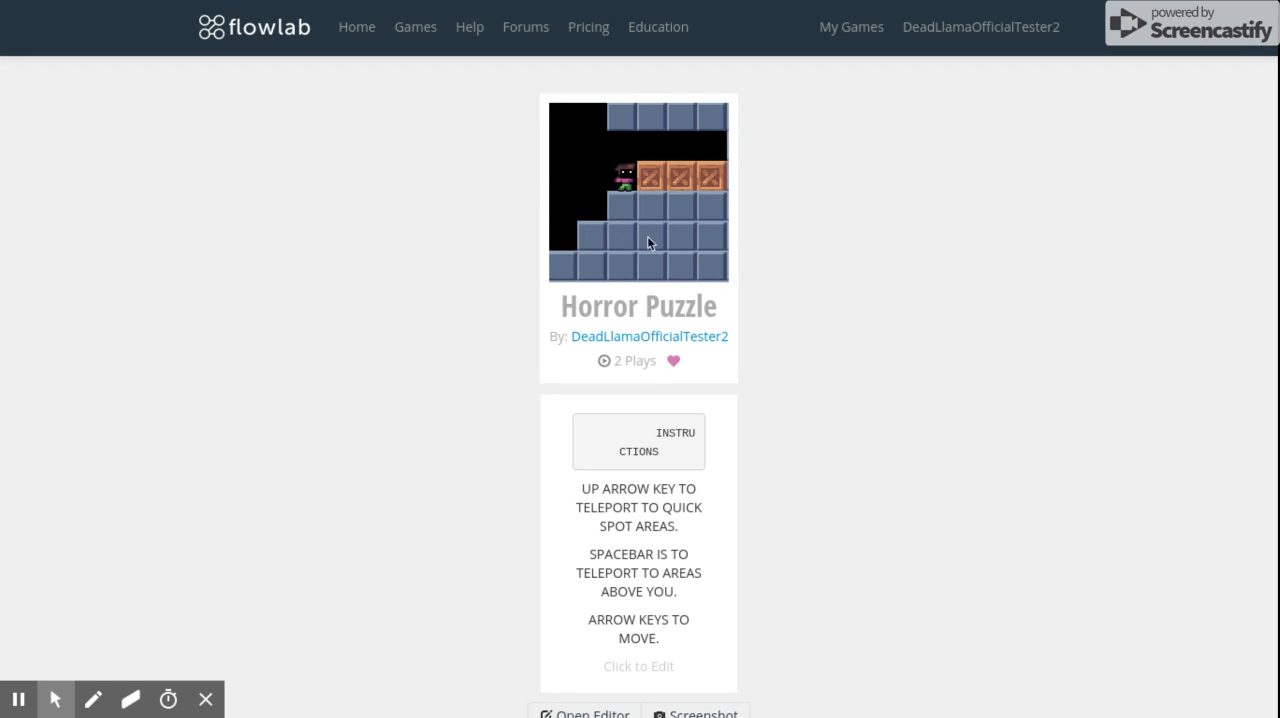 flowlab
Home Games Help Forums Pricing Education My Games DeadLlamaOfficialTester2
powered by
Screencastify
Horror Puzzle
By: DeadLlamaOfficialTester2
2 Plays
INSTRU
CTIONS
UP ARROW KEY TO
TELEPORT TO QUICK
SPOT AREAS.
SPACEBAR IS TO
TELEPORT TO AREAS
ABOVE YOU.
ARROW KEYS TO
MOVE.
Click to Edit
Open Editor Screenshot